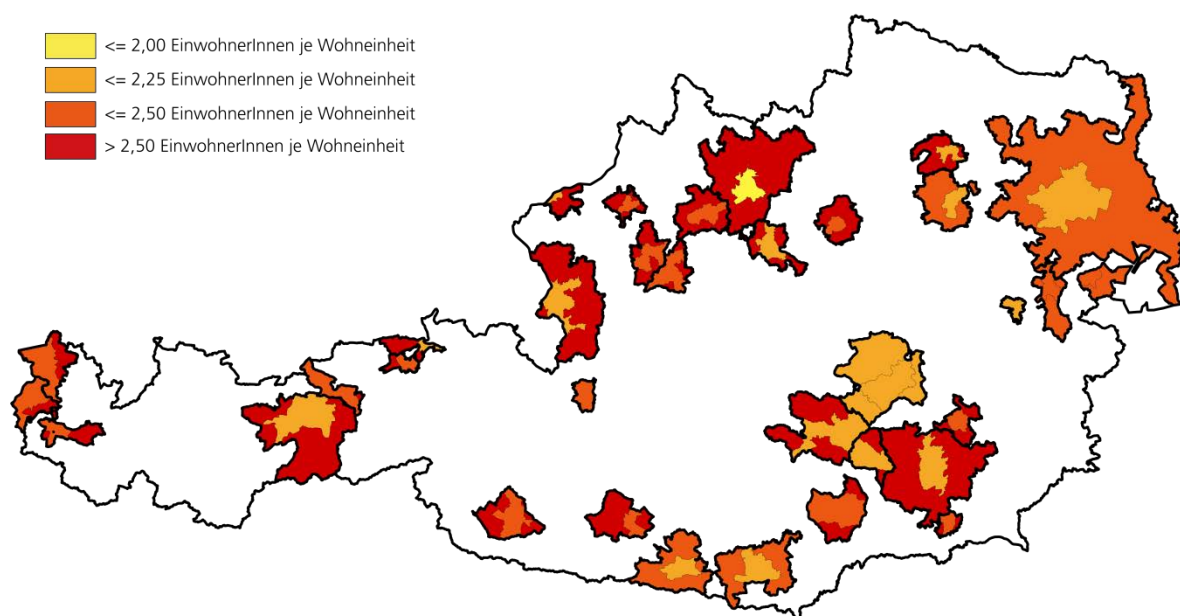 <= 2,00 EinwohnerInnen je Wohneinheit
<= 2,25 EinwohnerInnen je Wohneinheit
<= 2,50 EinwohnerInnen je Wohneinheit
> 2,50 EinwohnerInnen je Wohneinheit